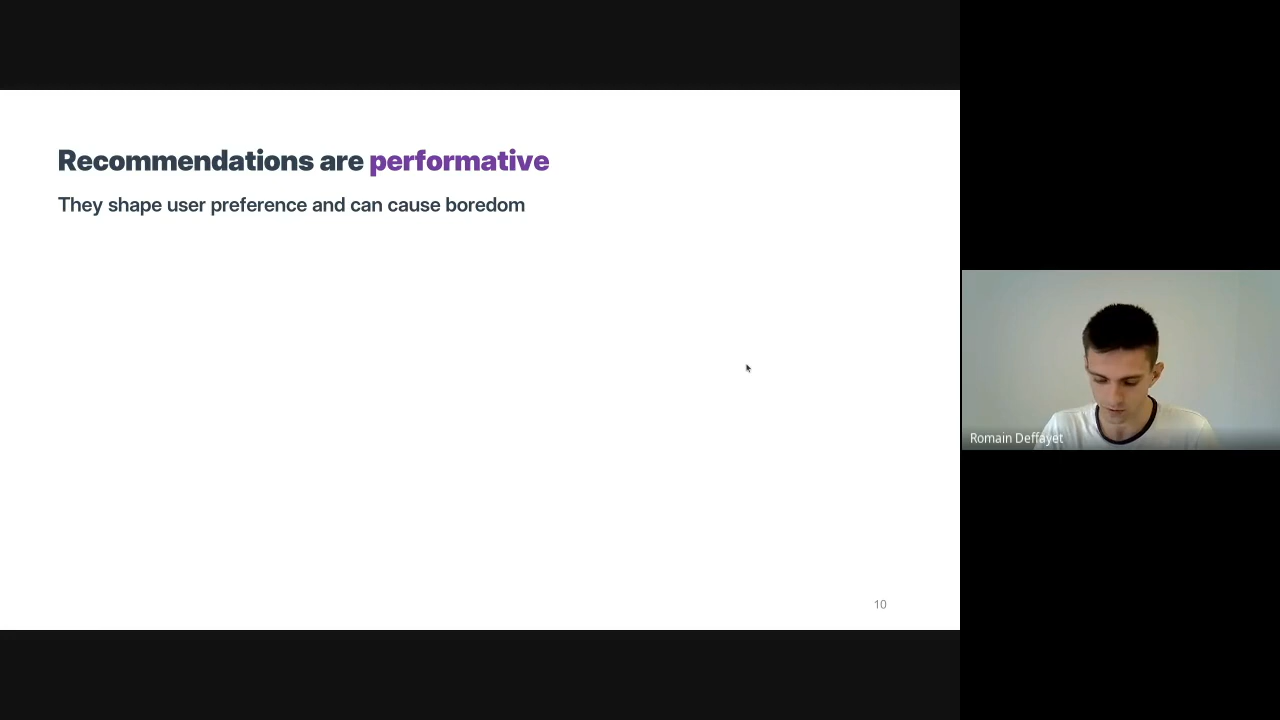 Recommendations are performative
They shape user preference and can cause boredom
Romain Deffayet
10